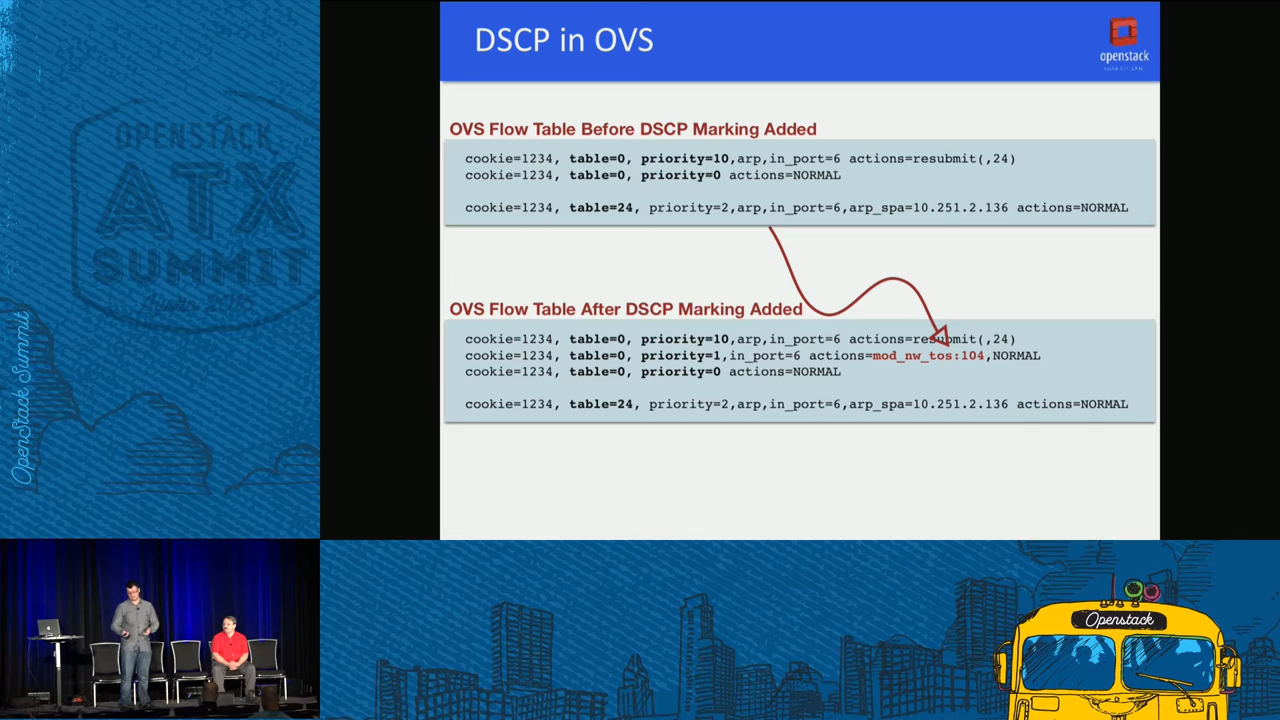 DSCP in OVS
openstack
OVS Flow Table Before DSCP Marking Added
cookie=1234, table=0, priority=10,arp,in_port=6 actions=resubmit(,24)
cookie=1234, table=0, priority=0 actions=NORMAL
cookie=1234, table=24, priority=2,arp,in_port=6,arp_spa=10.251.2.136 actions=NORMAL
OVS Flow Table After DSCP Marking Added
cookie=1234, table=0, priority=10,arp,in_port=6 actions=resubmit(,24)
cookie=1234, table=0, priority=1,in_port=6 actions=mod_nw_tos:104,NORMAL
cookie=1234, table=0, priority=0 actions=NORMAL
cookie=1234, table=24, priority=2,arp,in_port=6,arp_spa=10.251.2.136 actions=NORMAL
OPENSTACK
ATX
SUMMIT
Austin 2016
OpenStack Summit
Openstack